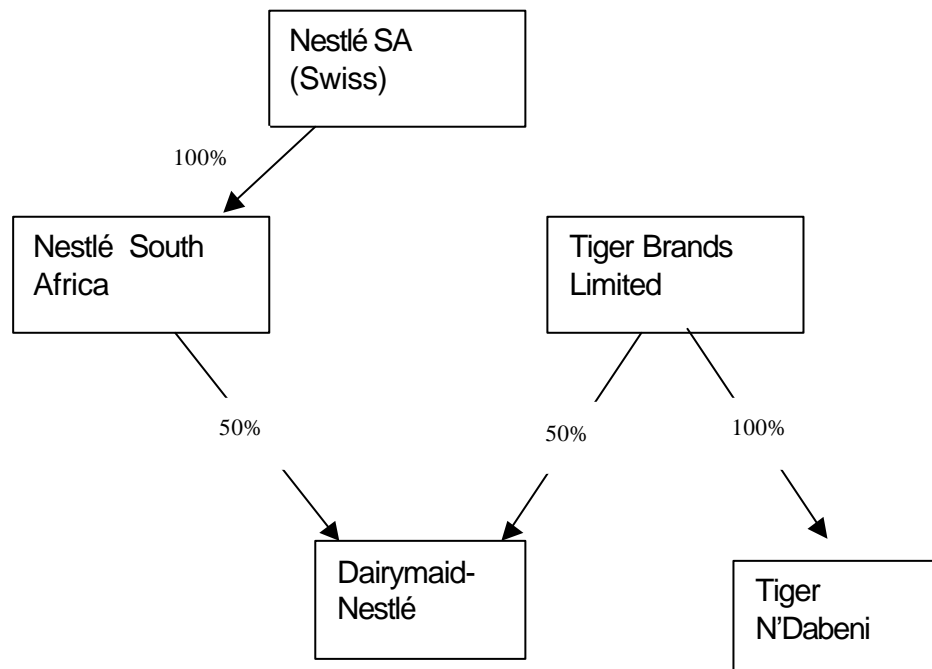 Nestlé SA
(Swiss)
100%
Nestlé South
Africa
Tiger Brands
Limited
50%
50%
100%
Dairymaid-
Nestlé
Tiger
N'Dabeni